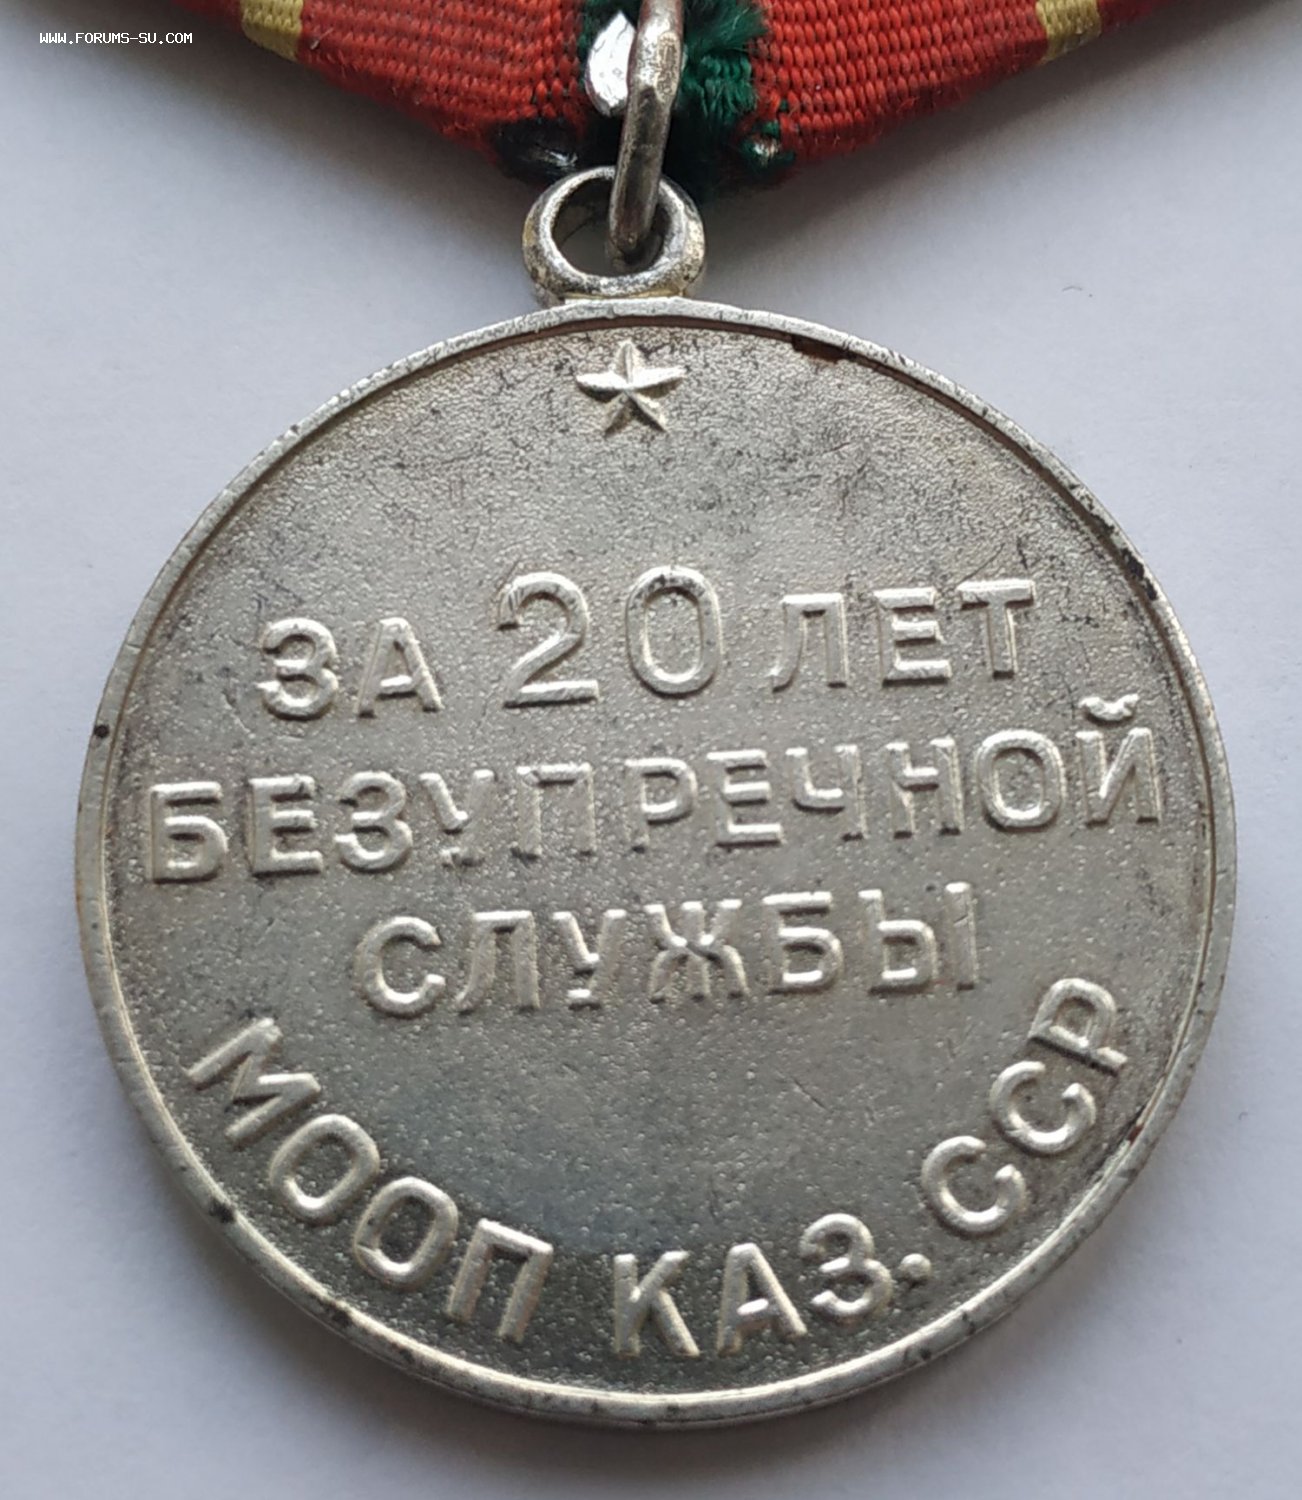 WWW.FORUMS-SU.COM
ЗА 20 ЛЕТ
БЕЗУПРЕЧНОЙ
СЛУЖБЫ
МООП КАЗ. ССР